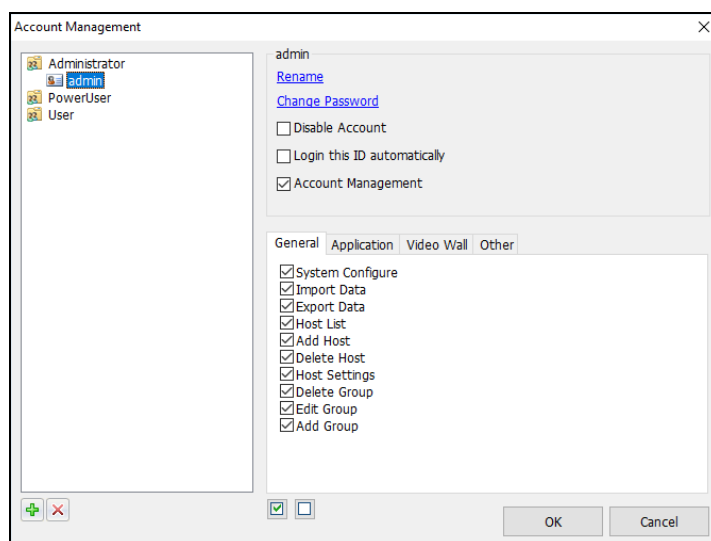 Account Management
Administrator
admin
PowerUser
User
admin
Rename
Change Password
Disable Account
Login this ID automatically
Account Management
General Application Video Wall Other
System Configure
Import Data
Export Data
Host List
Add Host
Delete Host
Host Settings
Delete Group
Edit Group
Add Group
OK Cancel